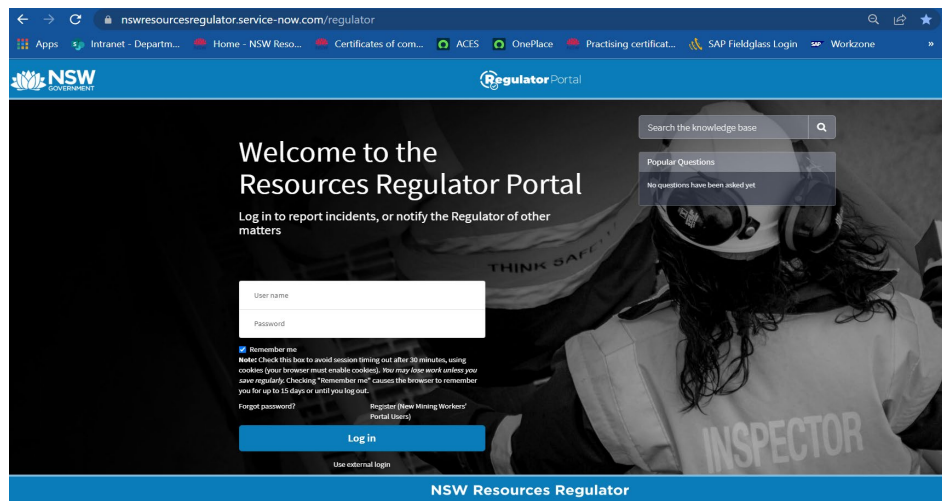 nswresourcesregulator.service-now.com/regulator
Apps Intranet - Departm... Home - NSW Reso... Certificates of com... ACES OnePlace Practising certificat... SAP Fieldglass Login SAP Workzone »
NSW
GOVERNMENT
Regulator Portal
Search the knowledge base
Popular Questions
No questions have been asked yet
Welcome to the
Resources Regulator Portal
Log in to report incidents, or notify the Regulator of other
matters
THINK SAFE
User name
Password
Remember me
Note: Check this box to avoid session timing out after 30 minutes, using
cookies (your browser must enable cookies). You may lose work unless you
save regularly. Checking "Remember me" causes the browser to remember
you for up to 15 days or until you log out.
Forgot password?
Register (New Mining Workers'
Portal Users)
Log in
Use external login
INSPECTOR
NSW Resources Regulator